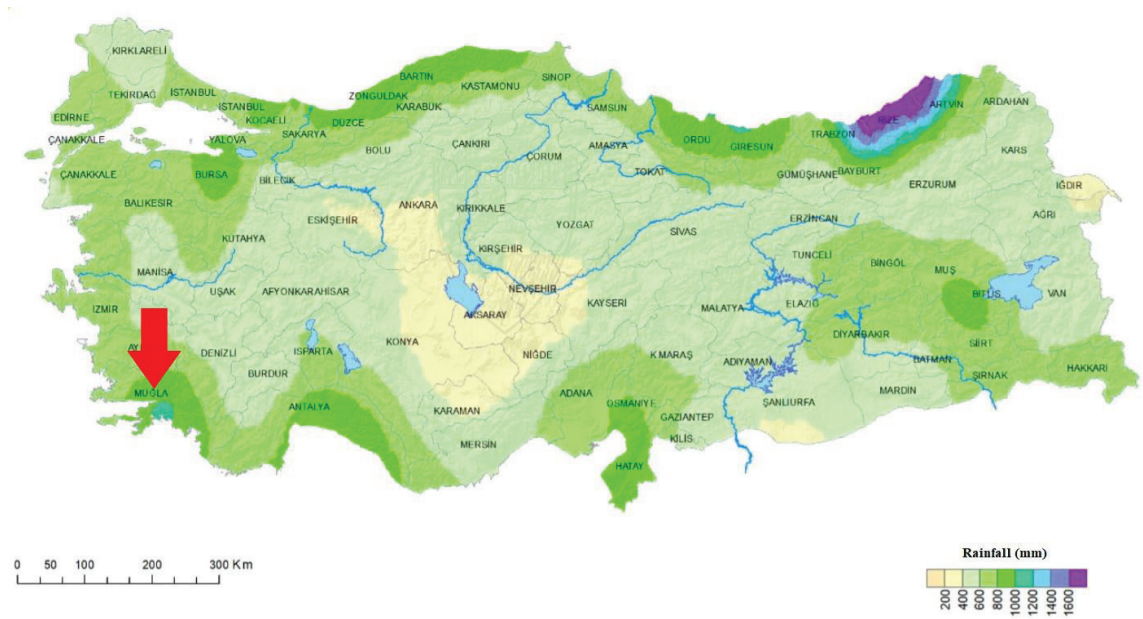 KIRKLARELİ
TEKİRDAĞ
İSTANBUL
EDİRNE
İSTANBUL
KOCAELİ
ÇANAKKALE
YALOVA
SAKARYA
DÜZCE
ZONGULDAK
BARTIN
KARABÜK
KASTAMONU
SİNOP
SAMSUN
ORDU
GİRESUN
TRABZON
RİZE
ARTVİN
ARDAHAN
KARS
ÇANAKKALE
BURSA
BİLECİK
BOLU
ÇANKIRI
ÇORUM
AMASYA
TOKAT
GÜMÜŞHANE
BAYBURT
ERZURUM
IĞDIR
AĞRI
BALIKESİR
KÜTAHYA
ESKİŞEHİR
ANKARA
KIRIKKALE
YOZGAT
SİVAS
ERZİNCAN
TUNCELİ
BİNGÖL
MUŞ
BİTLİS
VAN
MANİSA
UŞAK
AFYONKARAHİSAR
KIRŞEHİR
NEVŞEHİR
KAYSERİ
MALATYA
ELAZIĞ
DİYARBAKIR
İZMİR
AKSARAY
AY
DENİZLİ
ISPARTA
KONYA
NİĞDE
K.MARAŞ
ADIYAMAN
BATMAN
SİİRT
ŞIRNAK
HAKKARİ
BURDUR
MUĞLA
ANTALYA
KARAMAN
MERSİN
ADANA
OSMANİYE
GAZİANTEP
KİLİS
ŞANLIURFA
MARDİN
HATAY
0 50 100 200 300 Km
Rainfall (mm)
200 400 600 800 1000 1200 1400 1600